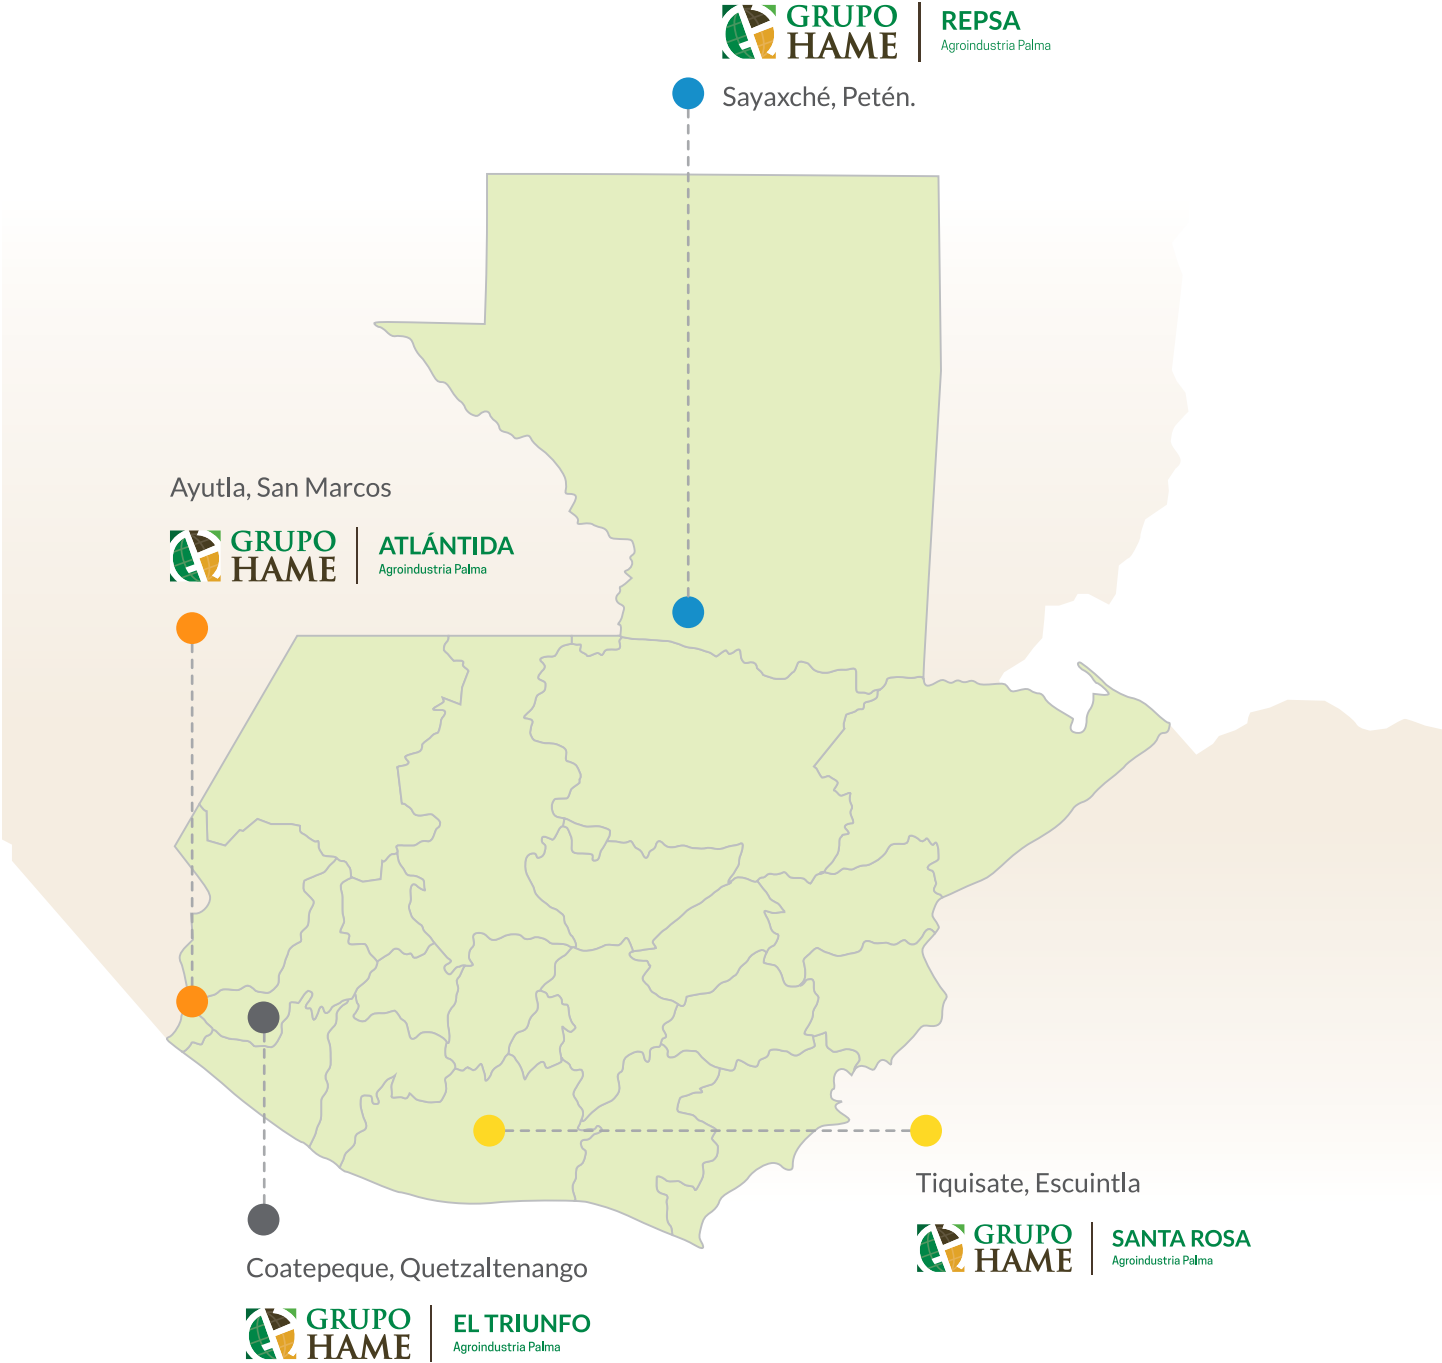 GRUPO
HAME
REPSA
Agroindustria Palma
Sayaxché, Petén.
Ayutla, San Marcos
GRUPO
HAME
ATLÁNTIDA
Agroindustria Palma
Tiquisate, Escuintla
GRUPO
HAME
SANTA ROSA
Agroindustria Palma
Coatepeque, Quetzaltenango
GRUPO
HAME
EL TRIUNFO
Agroindustria Palma